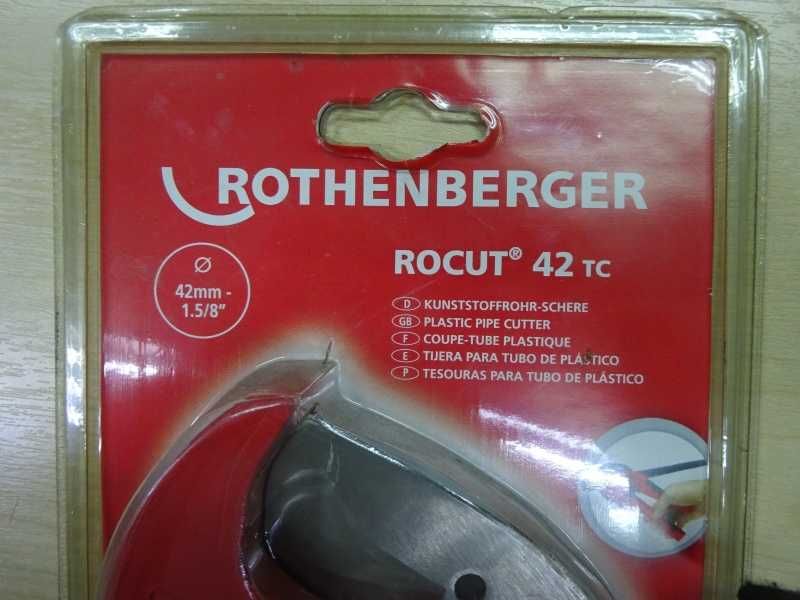 ROTHENBERGER
ROCUT® 42 TC
Ø
42mm -
1.5/8"
D KUNSTSTOFFROHR-SCHERE
GB PLASTIC PIPE CUTTER
F COUPE-TUBE PLASTIQUE
E TIJERA PARA TUBO DE PLÁSTICO
P TESOURAS PARA TUBO DE PLÁSTICO